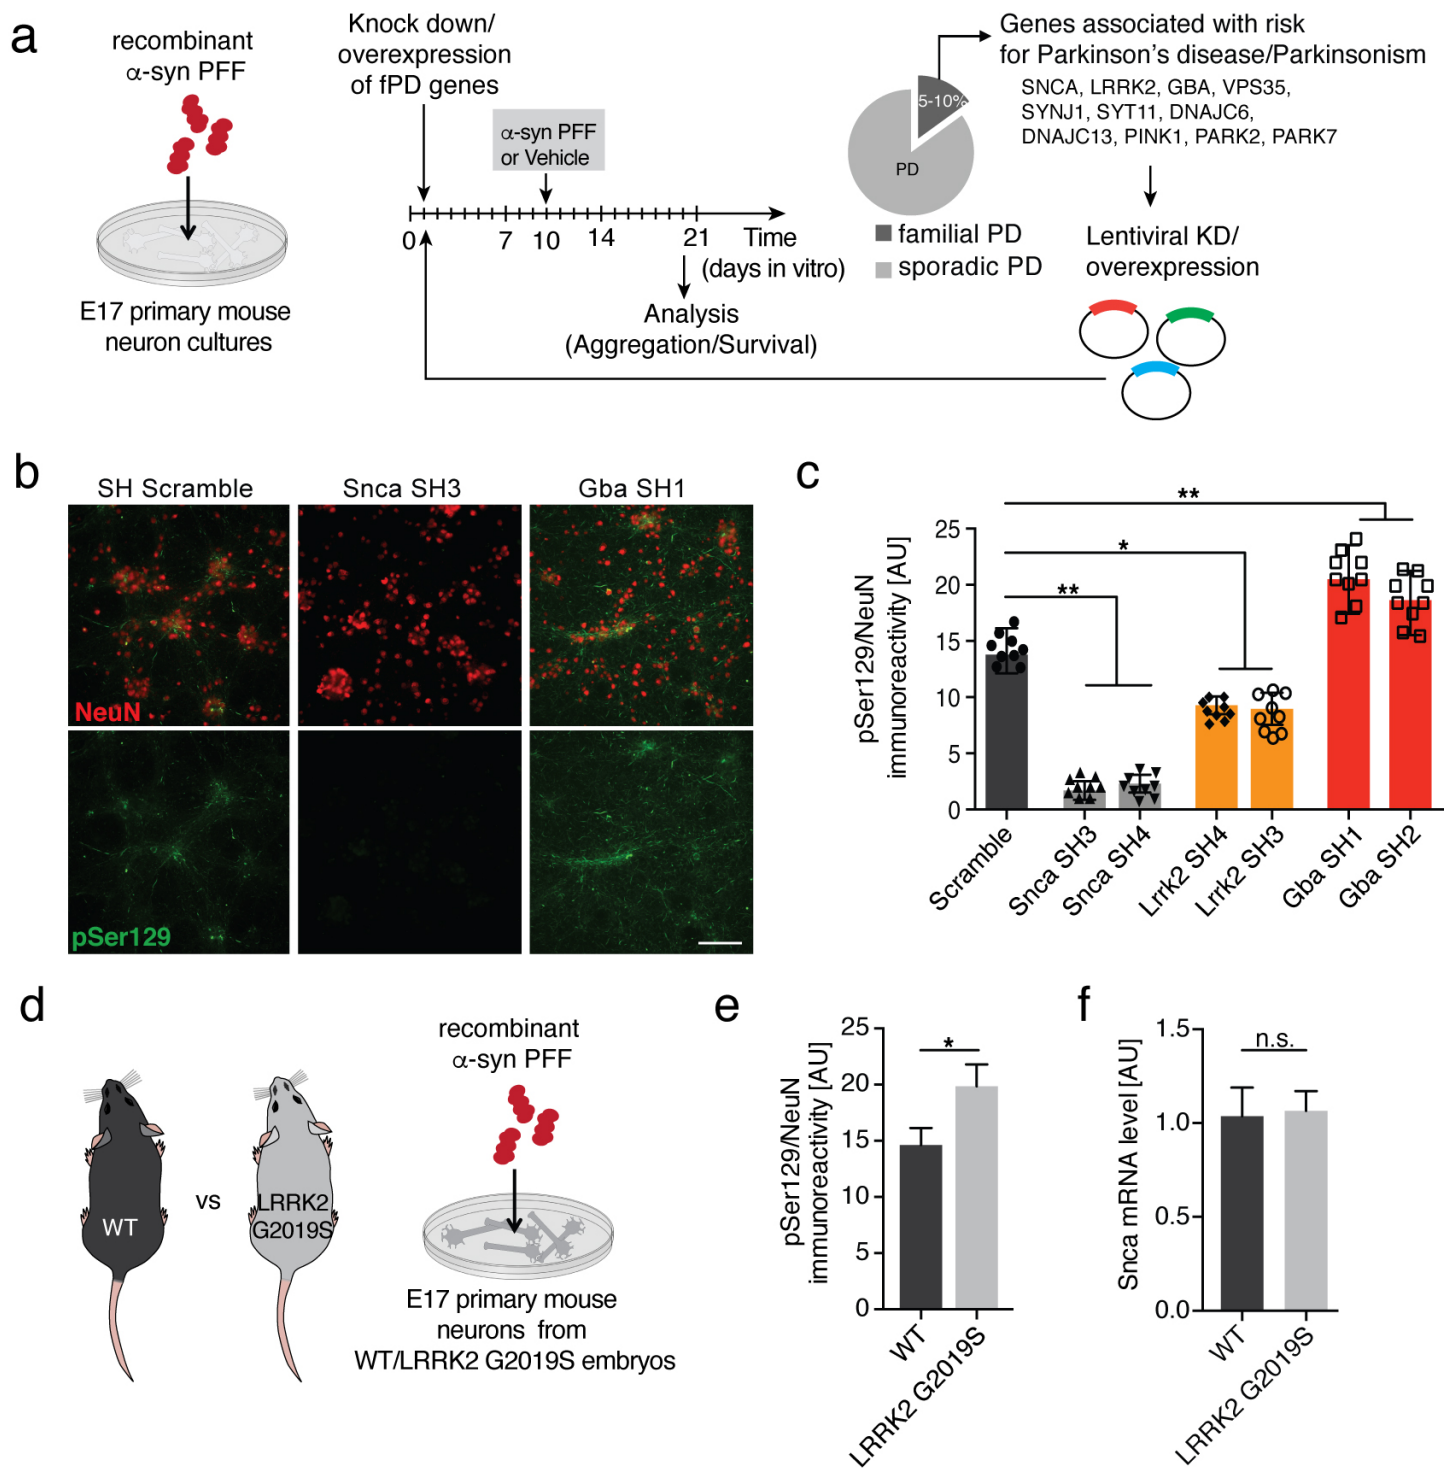 a
recombinant
α-syn PFF
E17 primary mouse
neuron cultures
Knock down/
overexpression
of fPD genes
α-syn PFF
or Vehicle
0 7 10 14 21 Time
(days in vitro)
Analysis
(Aggregation/Survival)
5-10%
PD
familial PD
sporadic PD
Genes associated with risk
for Parkinson's disease/Parkinsonism
SNCA, LRRK2, GBA, VPS35,
SYNJ1, SYT11, DNAJC6,
DNAJC13, PINK1, PARK2, PARK7
Lentiviral KD/
overexpression
b
SH Scramble Snca SH3 Gba SH1
NeuN
pSer129
c
pSer129/NeuN
immunoreactivity [AU]
25
20
15
10
5
0
**
*
**
Scramble
Snca SH3
Snca SH4
Lrrk2 SH4
Lrrk2 SH3
Gba SH1
Gba SH2
d
WT
vs
LRRK2
G2019S
recombinant
α-syn PFF
E17 primary mouse
neurons from
WT/LRRK2 G2019S embryos
e
pSer129/NeuN
immunoreactivity [AU]
25
20
15
10
5
0
*
WT
LRRK2 G2019S
f
Snca mRNA level [AU]
1.5
1.0
0.5
0.0
n.s.
WT
LRRK2 G2019S